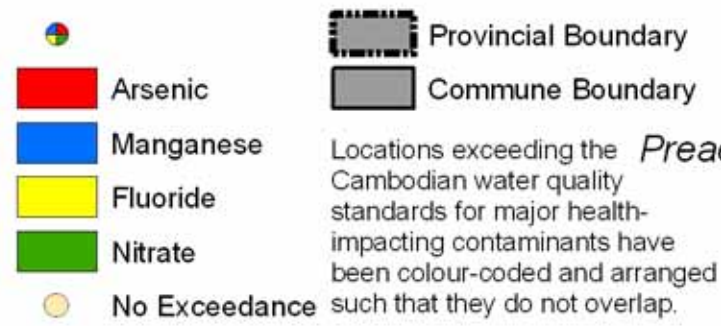 Provincial Boundary
Arsenic
Commune Boundary
Manganese
Locations exceeding the
Cambodian water quality
standards for major health-
impacting contaminants have
been colour-coded and arranged
such that they do not overlap.
Fluoride
Nitrate
No Exceedance